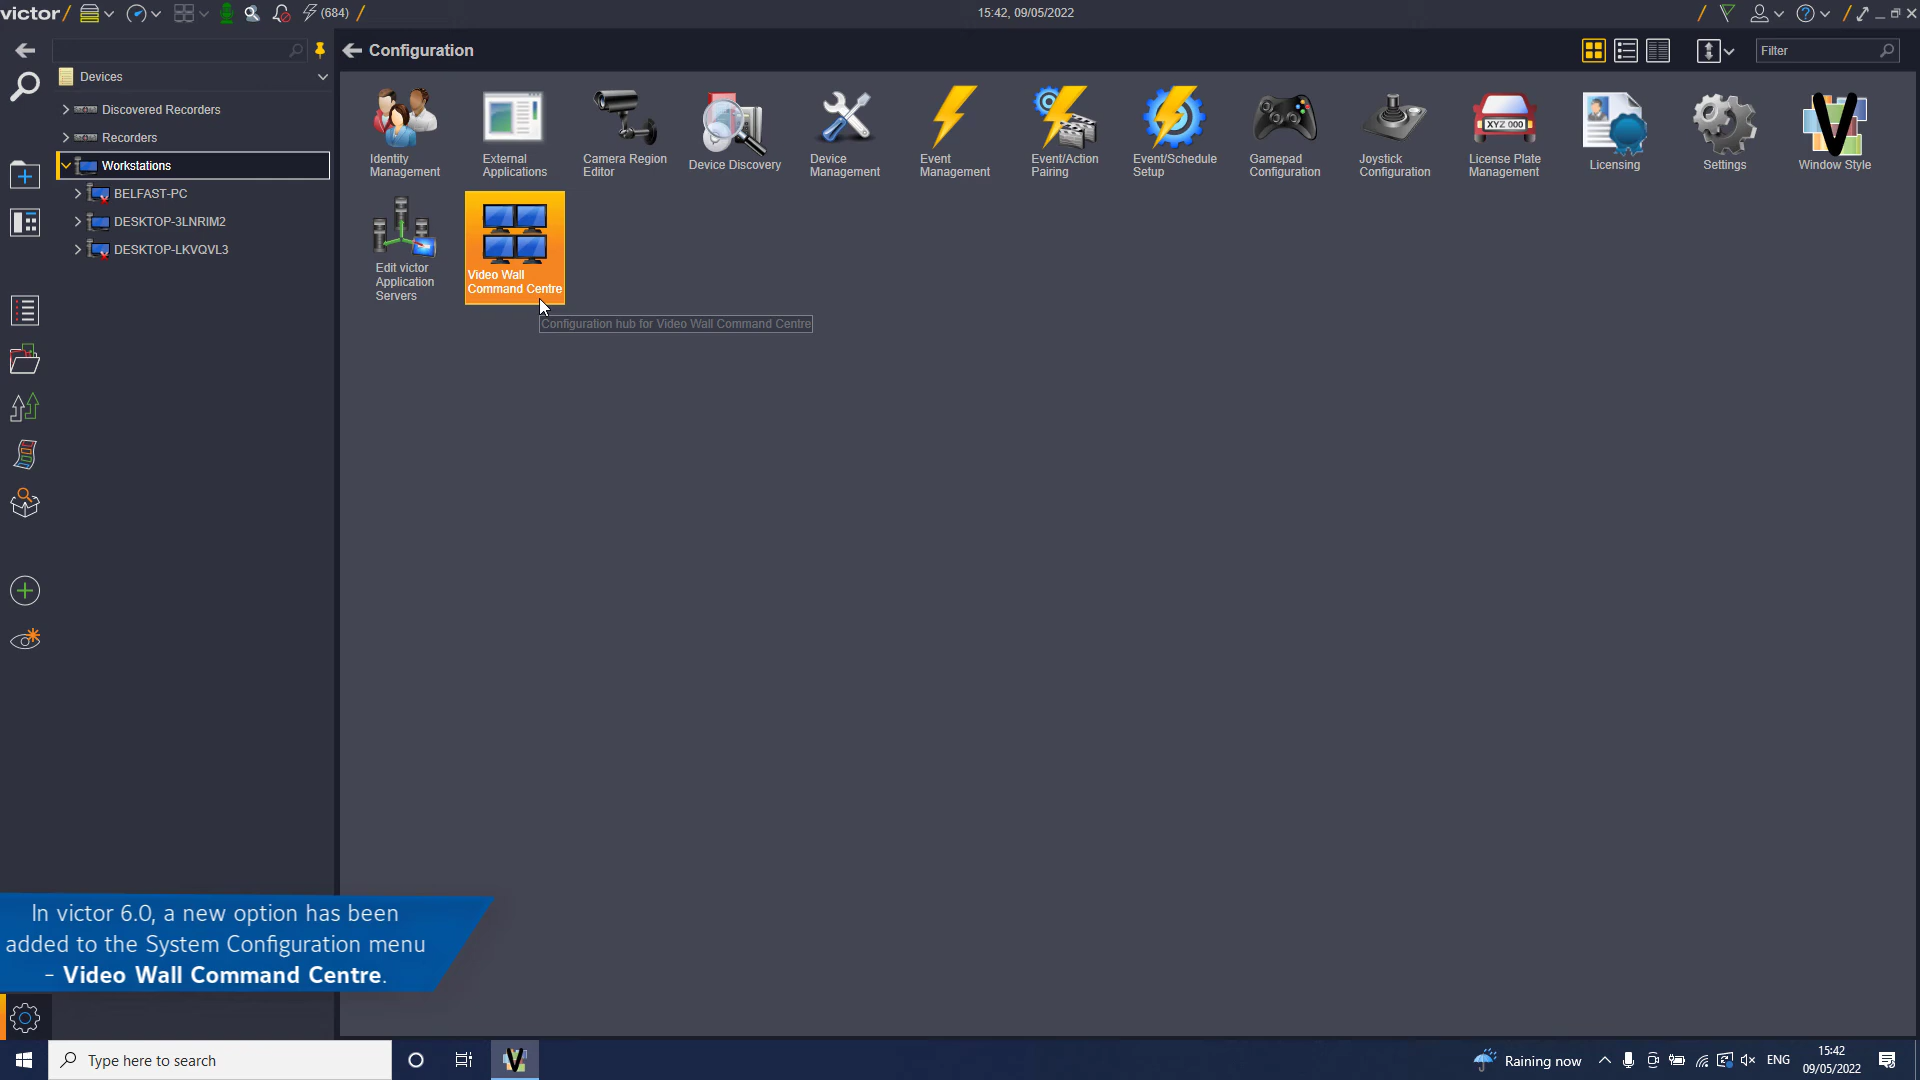 victor
(684)
15:42, 09/05/2022
Configuration
Filter
Devices
Discovered Recorders
Recorders
Workstations
BELFAST-PC
DESKTOP-3LNRIM2
DESKTOP-LKVQVL3
Identity
Management
External
Applications
Camera Region
Editor
Device Discovery
Device
Management
Event
Management
Event/Action
Pairing
Event/Schedule
Setup
Gamepad
Configuration
Joystick
Configuration
XYZ 000
License Plate
Management
Licensing
Settings
V
Window Style
Edit victor
Application
Servers
Video Wall
Command Centre
Configuration hub for Video Wall Command Centre
In victor 6.0, a new option has been
added to the System Configuration menu
- Video Wall Command Centre.
Type here to search
V
Raining now
ENG
15:42
09/05/2022